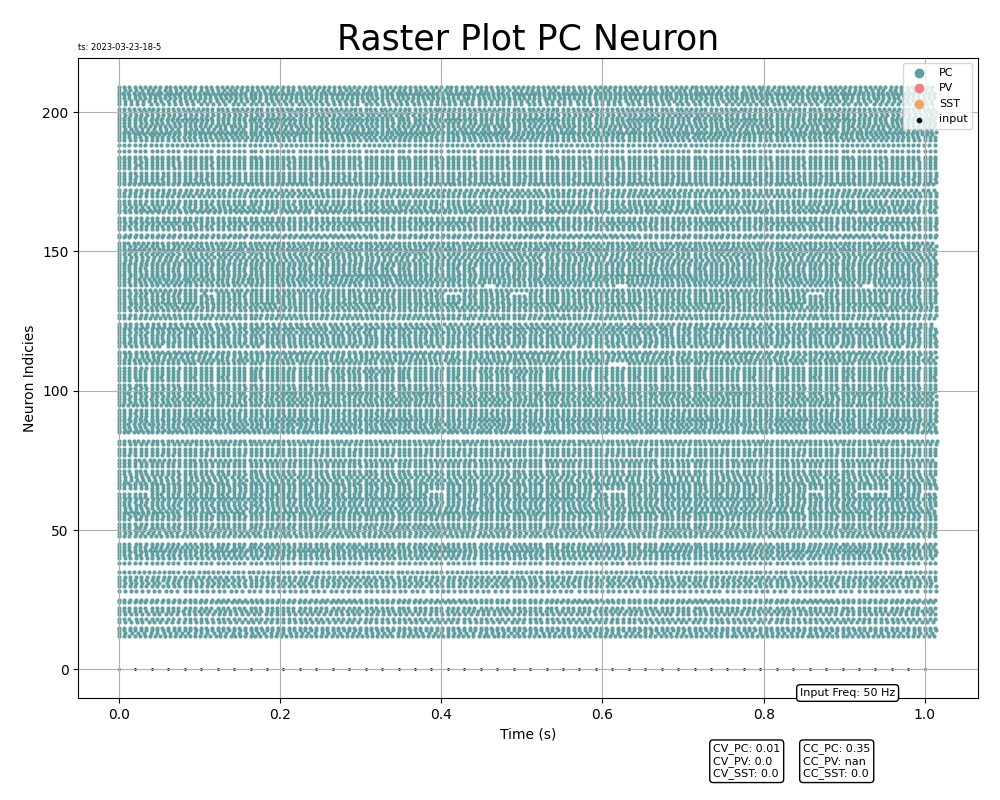 Raster Plot PC Neuron
ts: 2023-03-23-18-5
PC
PV
SST
input
200
150
100
50
0
Neuron Indicies
0.0 0.2 0.4 0.6 0.8 1.0
Time (s)
Input Freq: 50 Hz
CV_PC: 0.01
CV_PV: 0.0
CV_SST: 0.0
CC_PC: 0.35
CC_PV: nan
CC_SST: 0.0